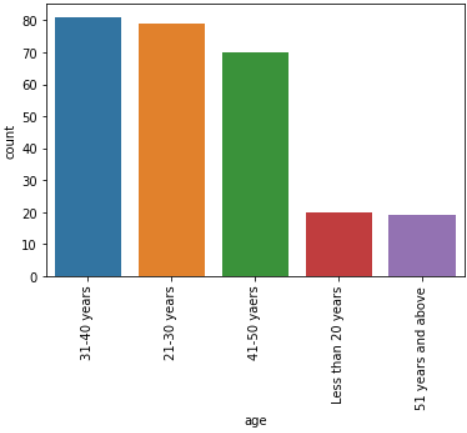 80
70
60
50
40
30
20
10
0
count
31-40 years
21-30 years
41-50 yaers
Less than 20 years
51 years and above
age